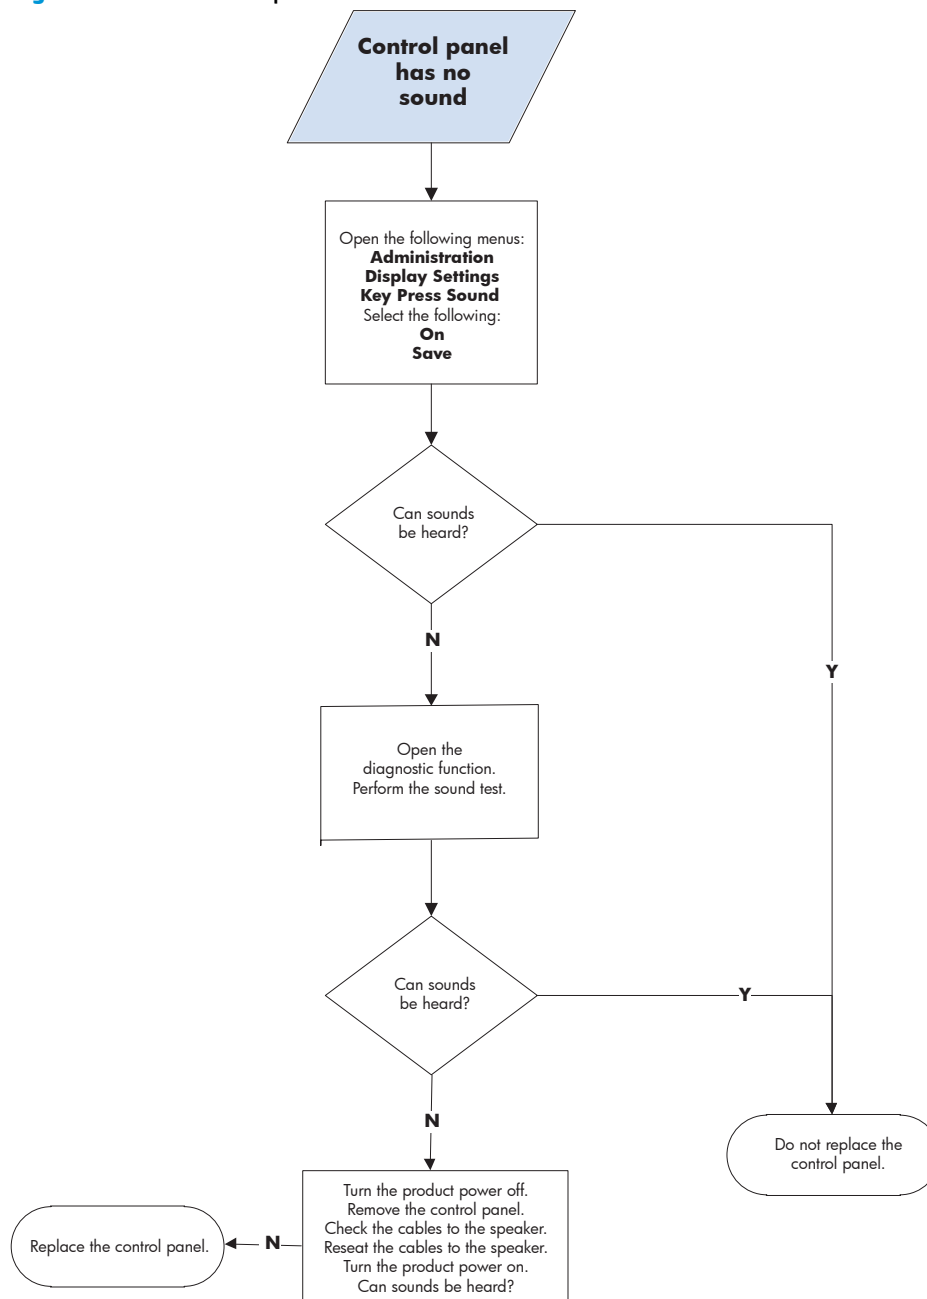 Control panel
has no
sound
Open the following menus:
Administration
Display Settings
Key Press Sound
Select the following:
On
Save
Can sounds
be heard?
N
Y
Open the
diagnostic function.
Perform the sound test.
Can sounds
be heard?
Y
N
Do not replace the
control panel.
Turn the product power off.
Remove the control panel.
Check the cables to the speaker.
Reseat the cables to the speaker.
Turn the product power on.
Can sounds be heard?
N
Replace the control panel.